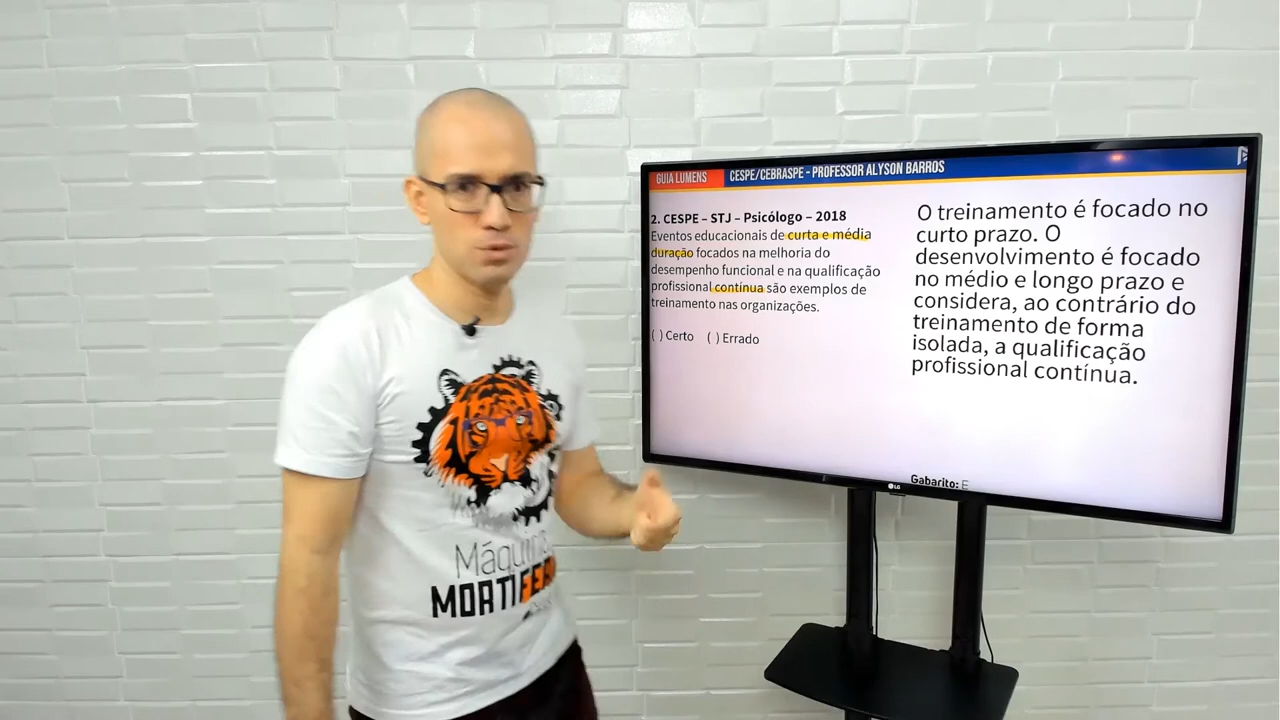 GUIA LUMENS
CESPE/CEBRASPE - PROFESSOR ALYSON BARROS
2. CESPE – STJ – Psicólogo – 2018
Eventos educacionais de curta e média
duração focados na melhoria do
desempenho funcional e na qualificação
profissional contínua são exemplos de
treinamento nas organizações.
( ) Certo ( ) Errado
O treinamento é focado no
curto prazo. O
desenvolvimento é focado
no médio e longo prazo e
considera, ao contrário do
treinamento de forma
isolada, a qualificação
profissional contínua.
Gabarito: E
LG